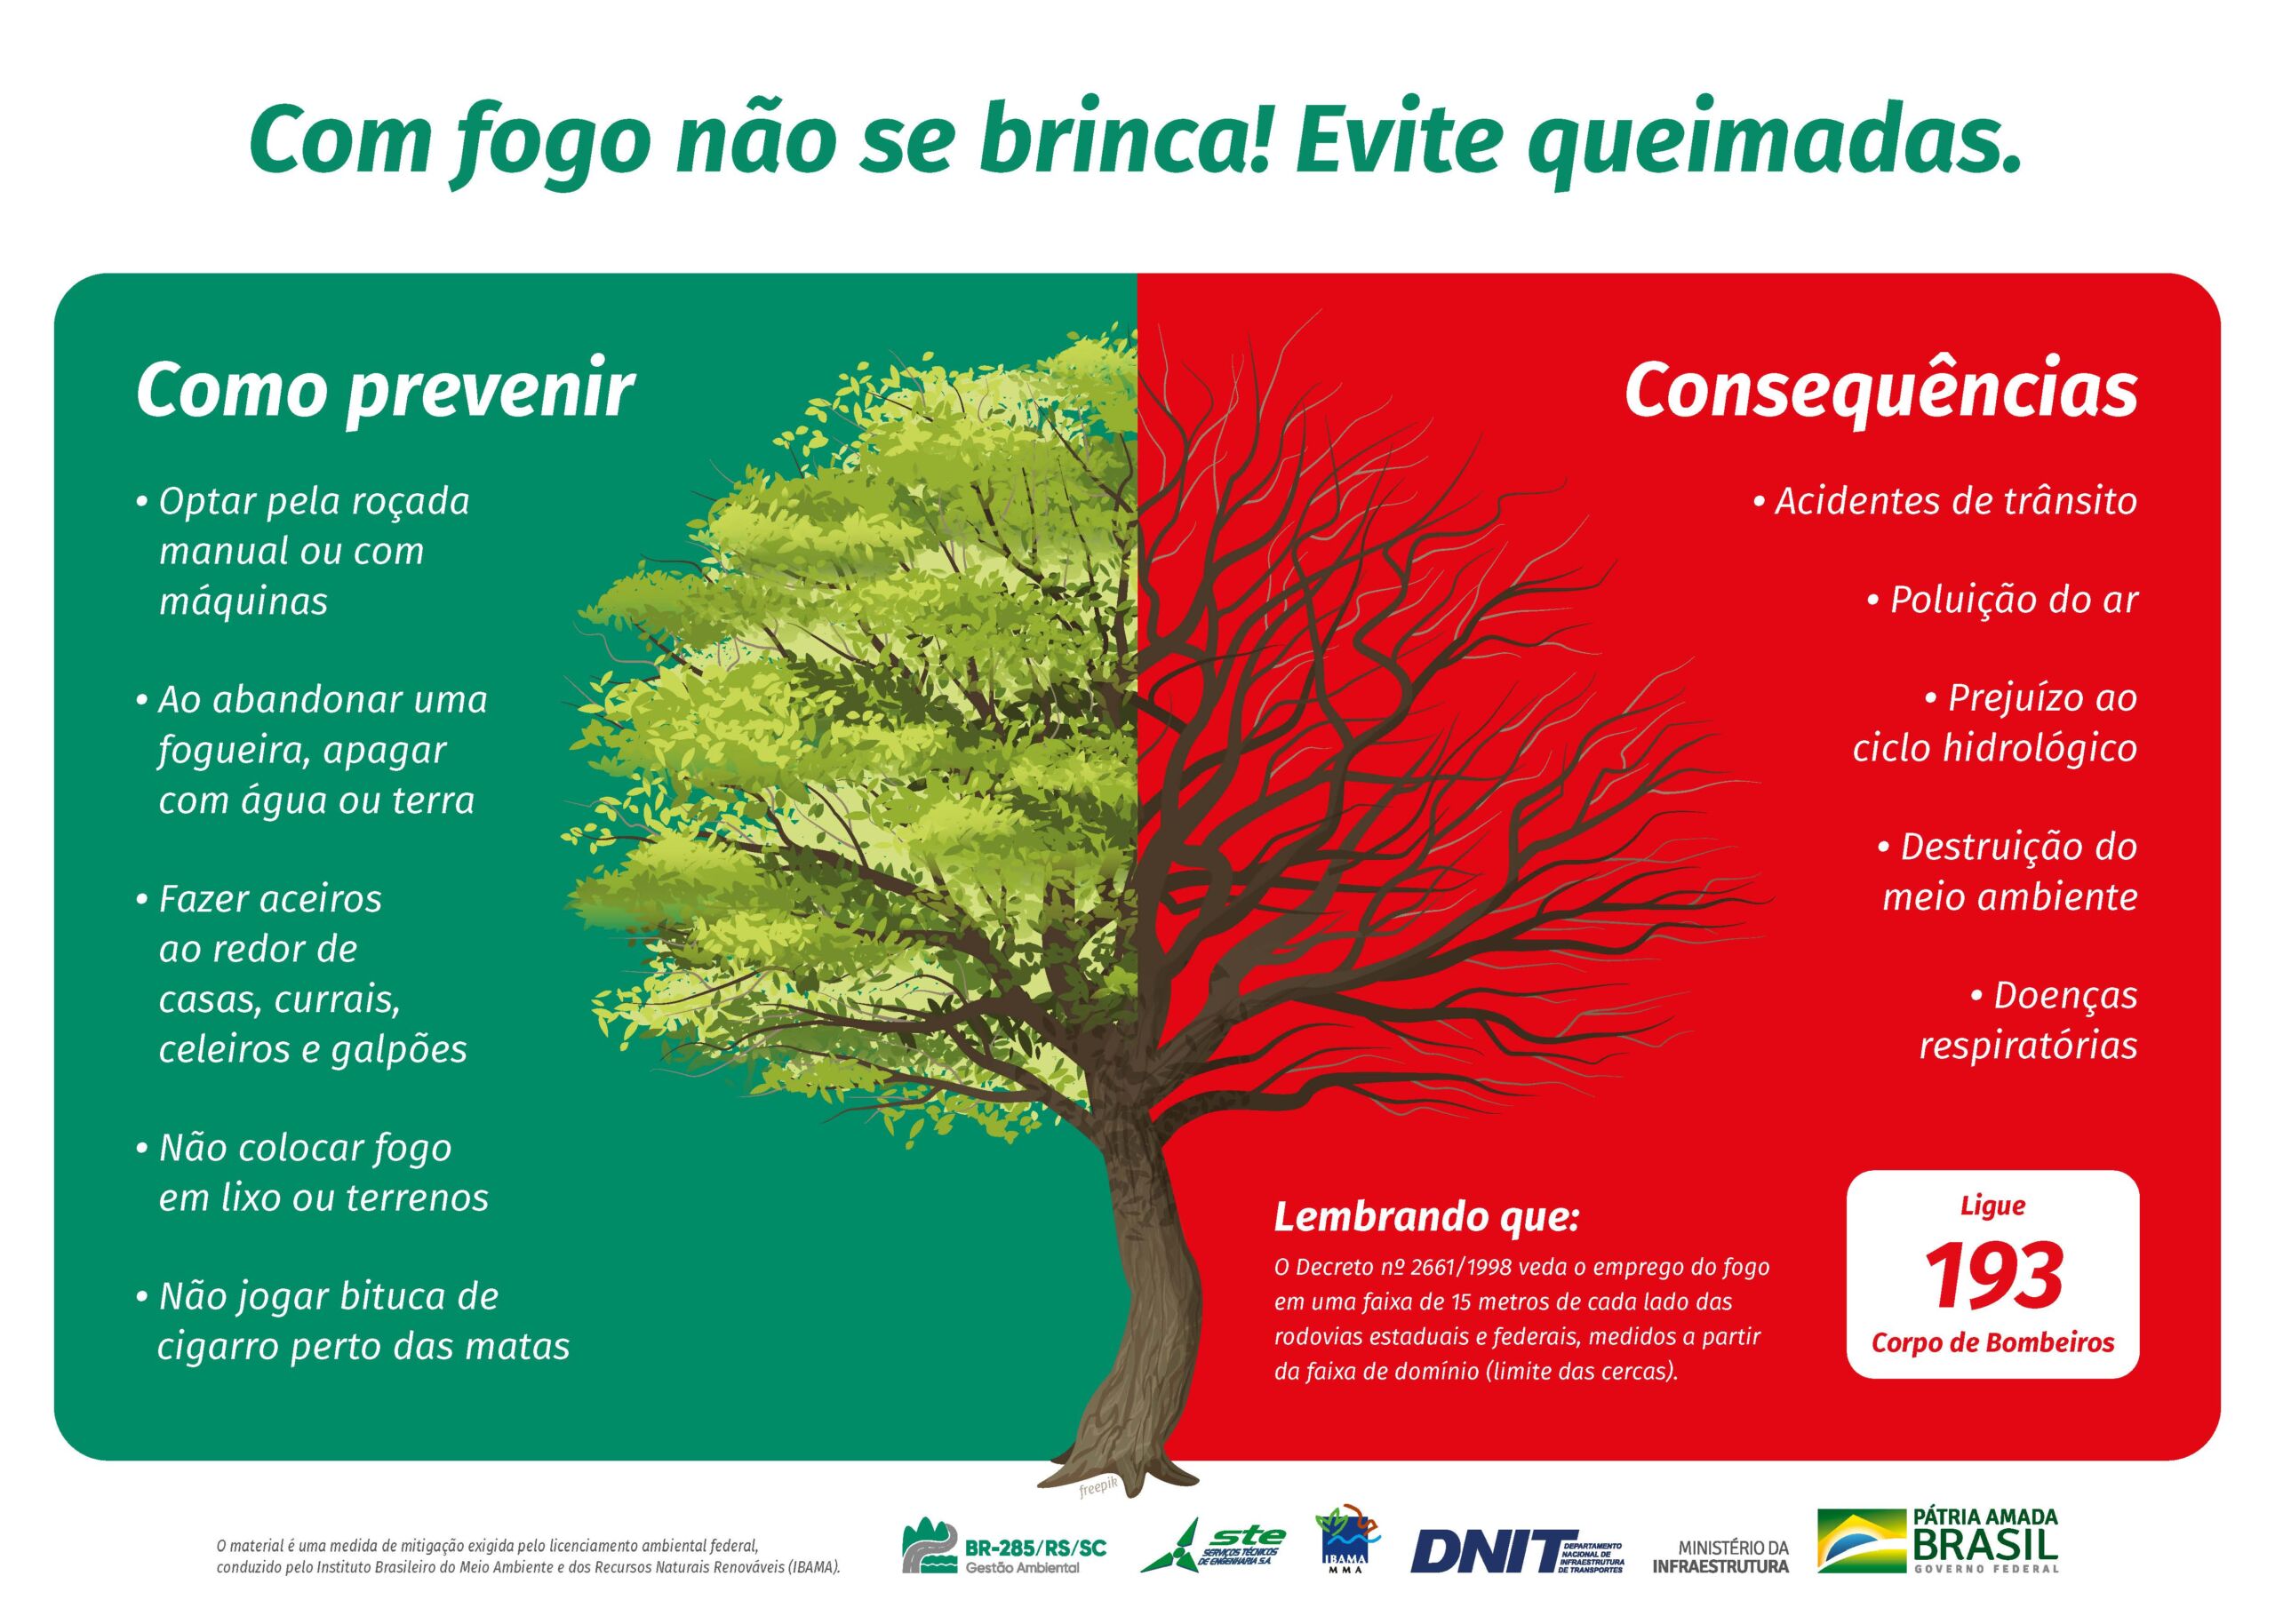 Com fogo não se brinca! Evite queimadas.
Como prevenir
• Optar pela roçada
manual ou com
máquinas
• Ao abandonar uma
fogueira, apagar
com água ou terra
• Fazer aceiros
ao redor de
casas, currais,
celeiros e galpões
• Não colocar fogo
em lixo ou terrenos
• Não jogar bituca de
cigarro perto das matas
Consequências
• Acidentes de trânsito
• Poluição do ar
• Prejuízo ao
ciclo hidrológico
• Destruição do
meio ambiente
• Doenças
respiratórias
Lembrando que:
O Decreto nº 2661/1998 veda o emprego do fogo
em uma faixa de 15 metros de cada lado das
rodovias estaduais e federais, medidos a partir
da faixa de domínio (limite das cercas).
Ligue
193
Corpo de Bombeiros
freepik
O material é uma medida de mitigação exigida pelo licenciamento ambiental federal,
conduzido pelo Instituto Brasileiro do Meio Ambiente e dos Recursos Naturais Renováveis (IBAMA).
BR-285/RS/SC
Gestão Ambiental
ste
SERVIÇOS TÉCNICOS
DE ENGENHARIA S.A.
IBAMA
MMA
DNIT
DEPARTAMENTO
NACIONAL DE
INFRAESTRUTURA
DE TRANSPORTES
MINISTÉRIO DA
INFRAESTRUTURA
PÁTRIA AMADA
BRASIL
GOVERNO FEDERAL